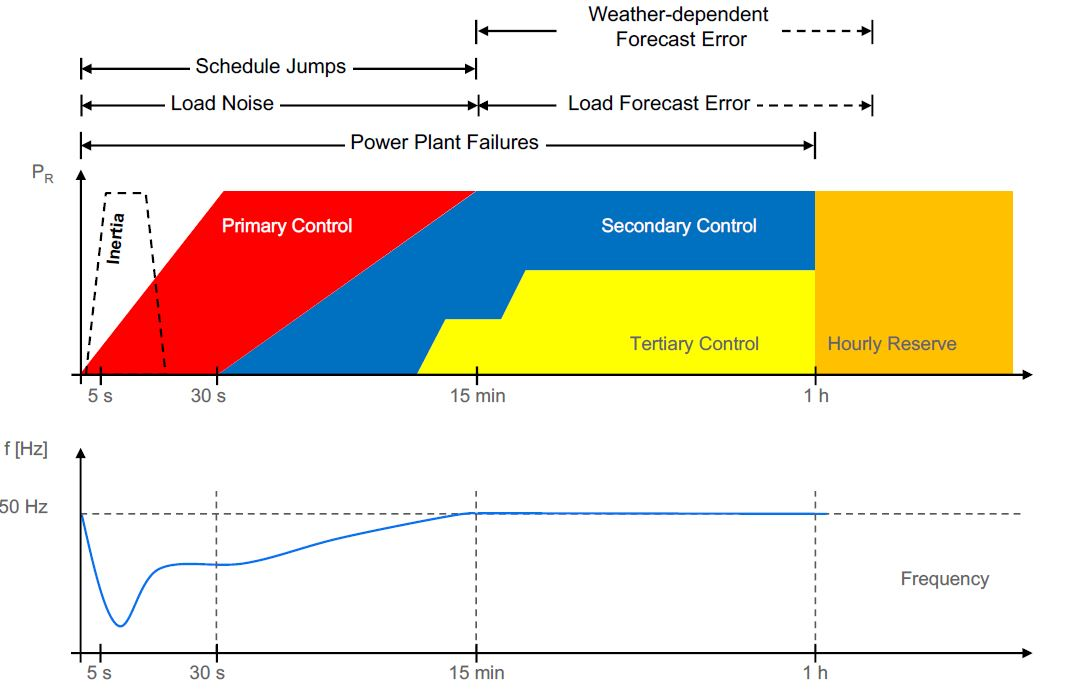 Weather-dependent
Forecast Error
Schedule Jumps
Load Noise
Load Forecast Error
Power Plant Failures
PR
Inertia
Primary Control
Secondary Control
Tertiary Control
Hourly Reserve
5 s
30 s
15 min
1 h
f [Hz]
50 Hz
Frequency
5 s
30 s
15 min
1 h